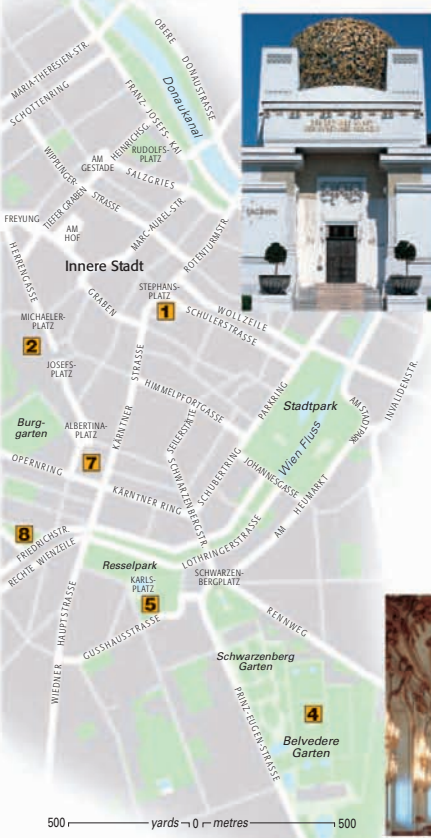 OBERE DONAUSTRASSE
MARIA-THERESIEN-STR.
SCHOTTENRING
Donaukanal
FRANZ-JOSEFS-KAI
HEINRICHSG.
RUDOLFS-
PLATZ
AM
GESTADE
SALZGRIES
WIPPLINGER-
STRASSE
TIEFER GRABEN
FREYUNG
AM
HOF
MARC-AUREL-STR.
ROTENTURMSTR.
HERRENGASSE
Innere Stadt
STEPHANS-
PLATZ
1
GRABEN
WOLLZEILE
SCHULERSTRASSE
MICHAELER-
PLATZ
2
JOSEFS-
PLATZ
KÄRNTNER STRASSE
HIMMELPFORTGASSE
SEILERSTÄTTE
PARKRING
Stadtpark
AM STADTPARK
INVALIDENSTR.
Burg-
garten
ALBERTINA-
PLATZ
7
OPERNRING
KÄRNTNER RING
SCHWARZENBERGSTR.
SCHUBERTRING
JOHANNESGASSE
Wien Fluss
AM HEUMARKT
8
FRIEDRICHSTR.
RECHTE WIENZEILE
LOTHRINGERSTRASSE
Resselpark
KARLS-
PLATZ
5
SCHWARZEN-
BERGPLATZ
WIEDNER HAUPTSTRASSE
GUSSHAUSSTRASSE
RENNWEG
Schwarzenberg
Garten
PRINZ-EUGEN-STRASSE
4
Belvedere
Garten
500 yards 0 metres 500